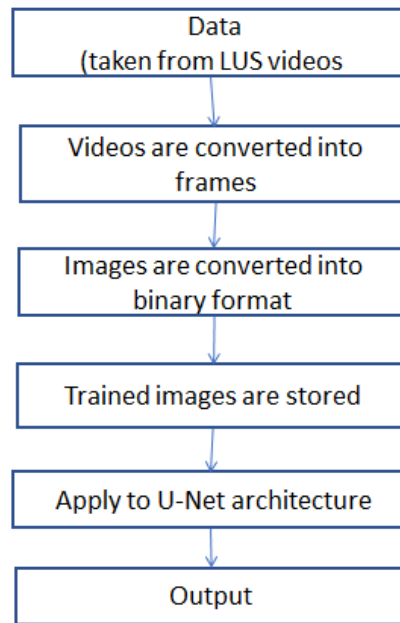 Data
(taken from LUS videos
Videos are converted into
frames
Images are converted into
binary format
Trained images are stored
Apply to U-Net architecture
Output